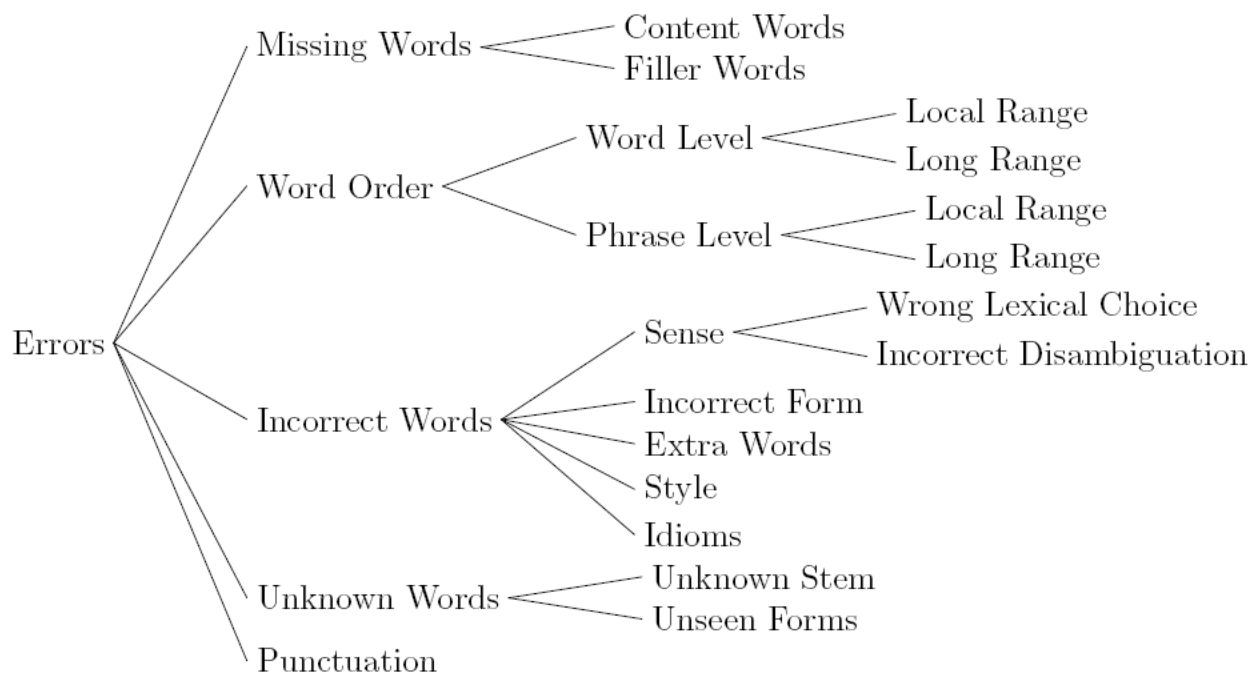 Errors
Missing Words
Content Words
Filler Words
Word Order
Word Level
Local Range
Long Range
Phrase Level
Local Range
Long Range
Incorrect Words
Sense
Wrong Lexical Choice
Incorrect Disambiguation
Incorrect Form
Extra Words
Style
Idioms
Unknown Words
Unknown Stem
Unseen Forms
Punctuation